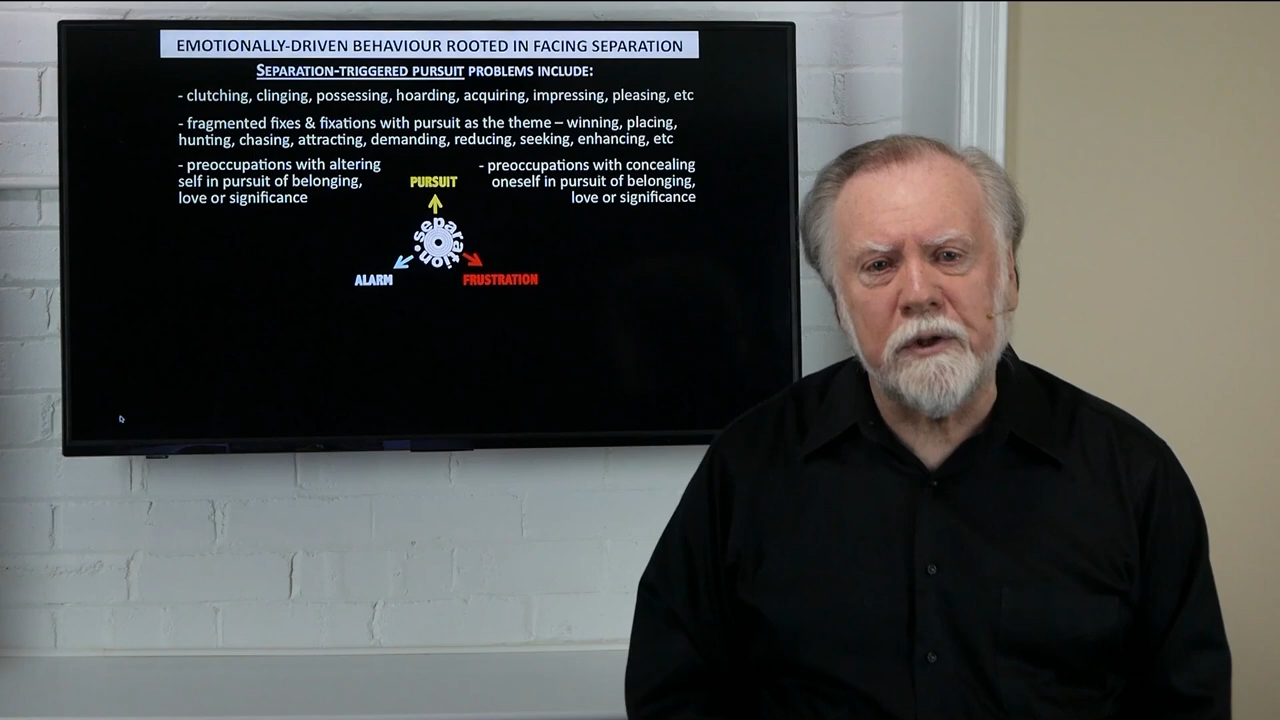 EMOTIONALLY-DRIVEN BEHAVIOUR ROOTED IN FACING SEPARATION
SEPARATION-TRIGGERED PURSUIT PROBLEMS INCLUDE:
- clutching, clinging, possessing, hoarding, acquiring, impressing, pleasing, etc
- fragmented fixes & fixations with pursuit as the theme – winning, placing,
hunting, chasing, attracting, demanding, reducing, seeking, enhancing, etc
- preoccupations with altering
self in pursuit of belonging,
love or significance
- preoccupations with concealing
oneself in pursuit of belonging,
love or significance
PURSUIT
separation
ALARM
FRUSTRATION